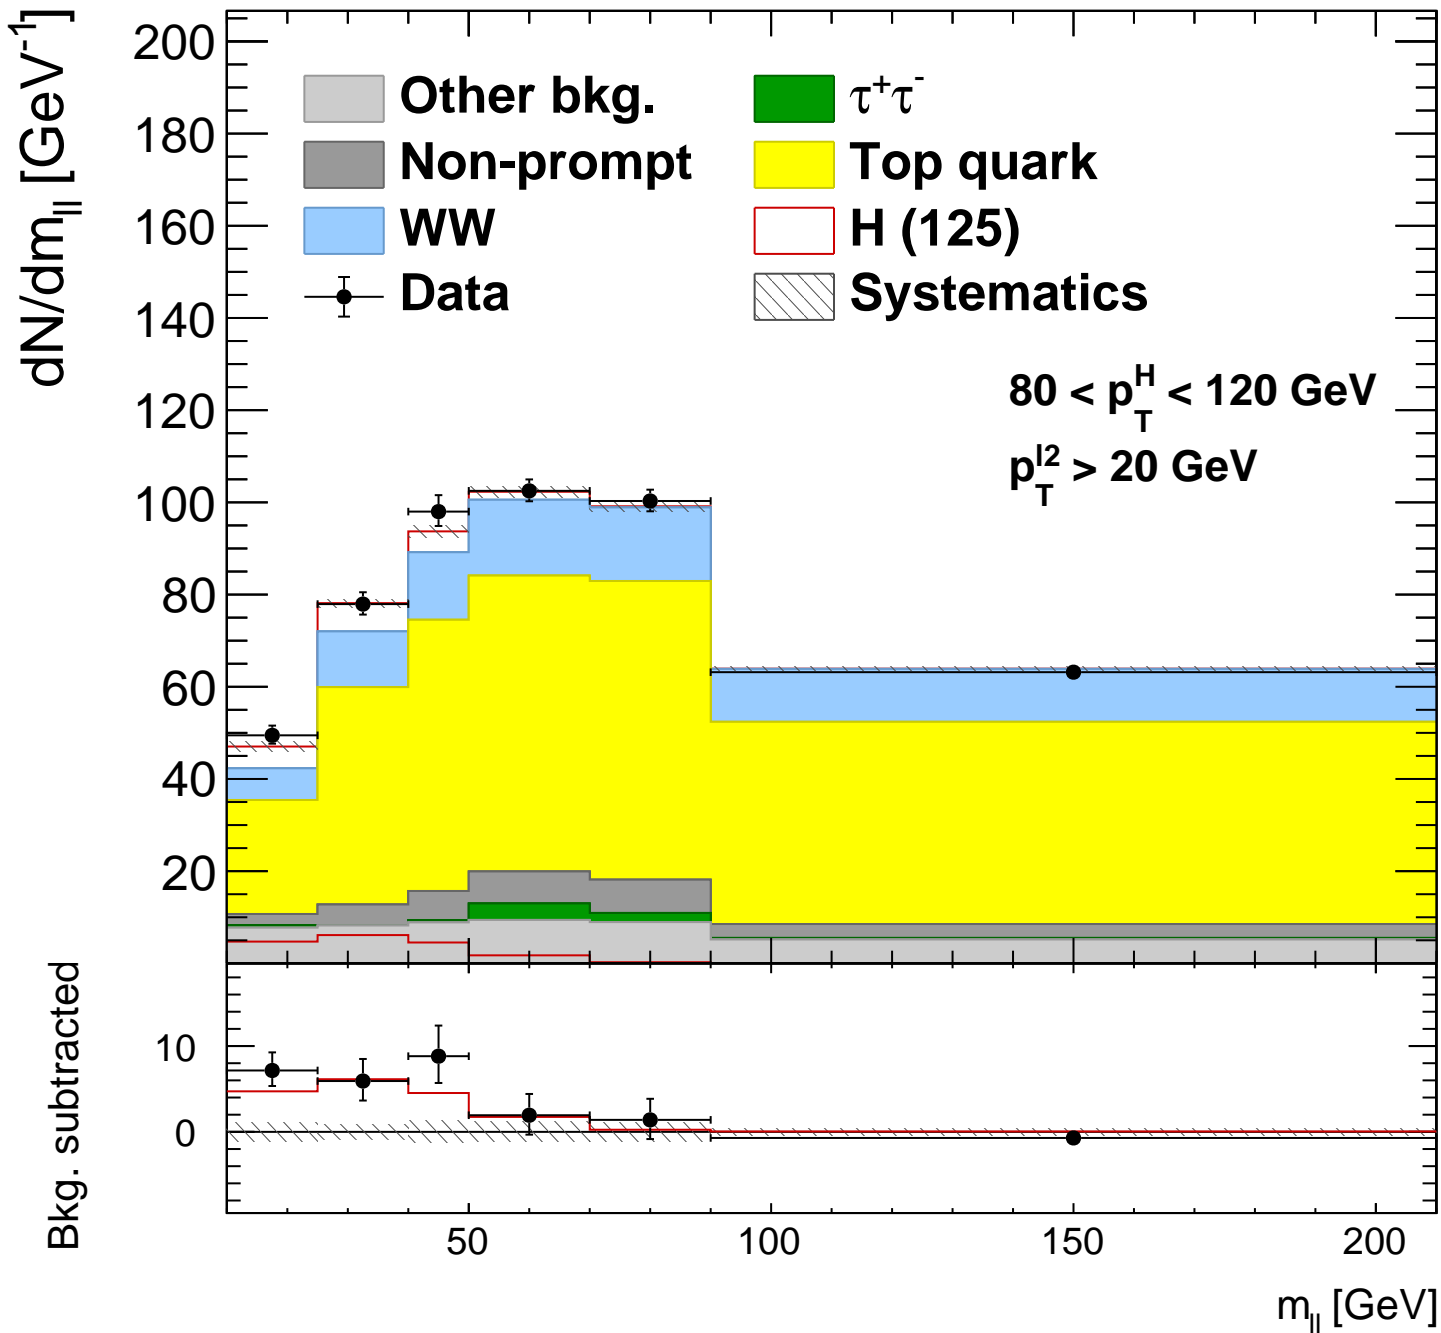 dN/dm_ll [GeV^-1]
200
180
160
140
120
100
80
60
40
20
Other bkg.
τ^+τ^-
Non-prompt
Top quark
WW
H (125)
Data
Systematics
80 < p_T^H < 120 GeV
p_T^l2 > 20 GeV
Bkg. subtracted
10
0
50
100
150
200
m_ll [GeV]